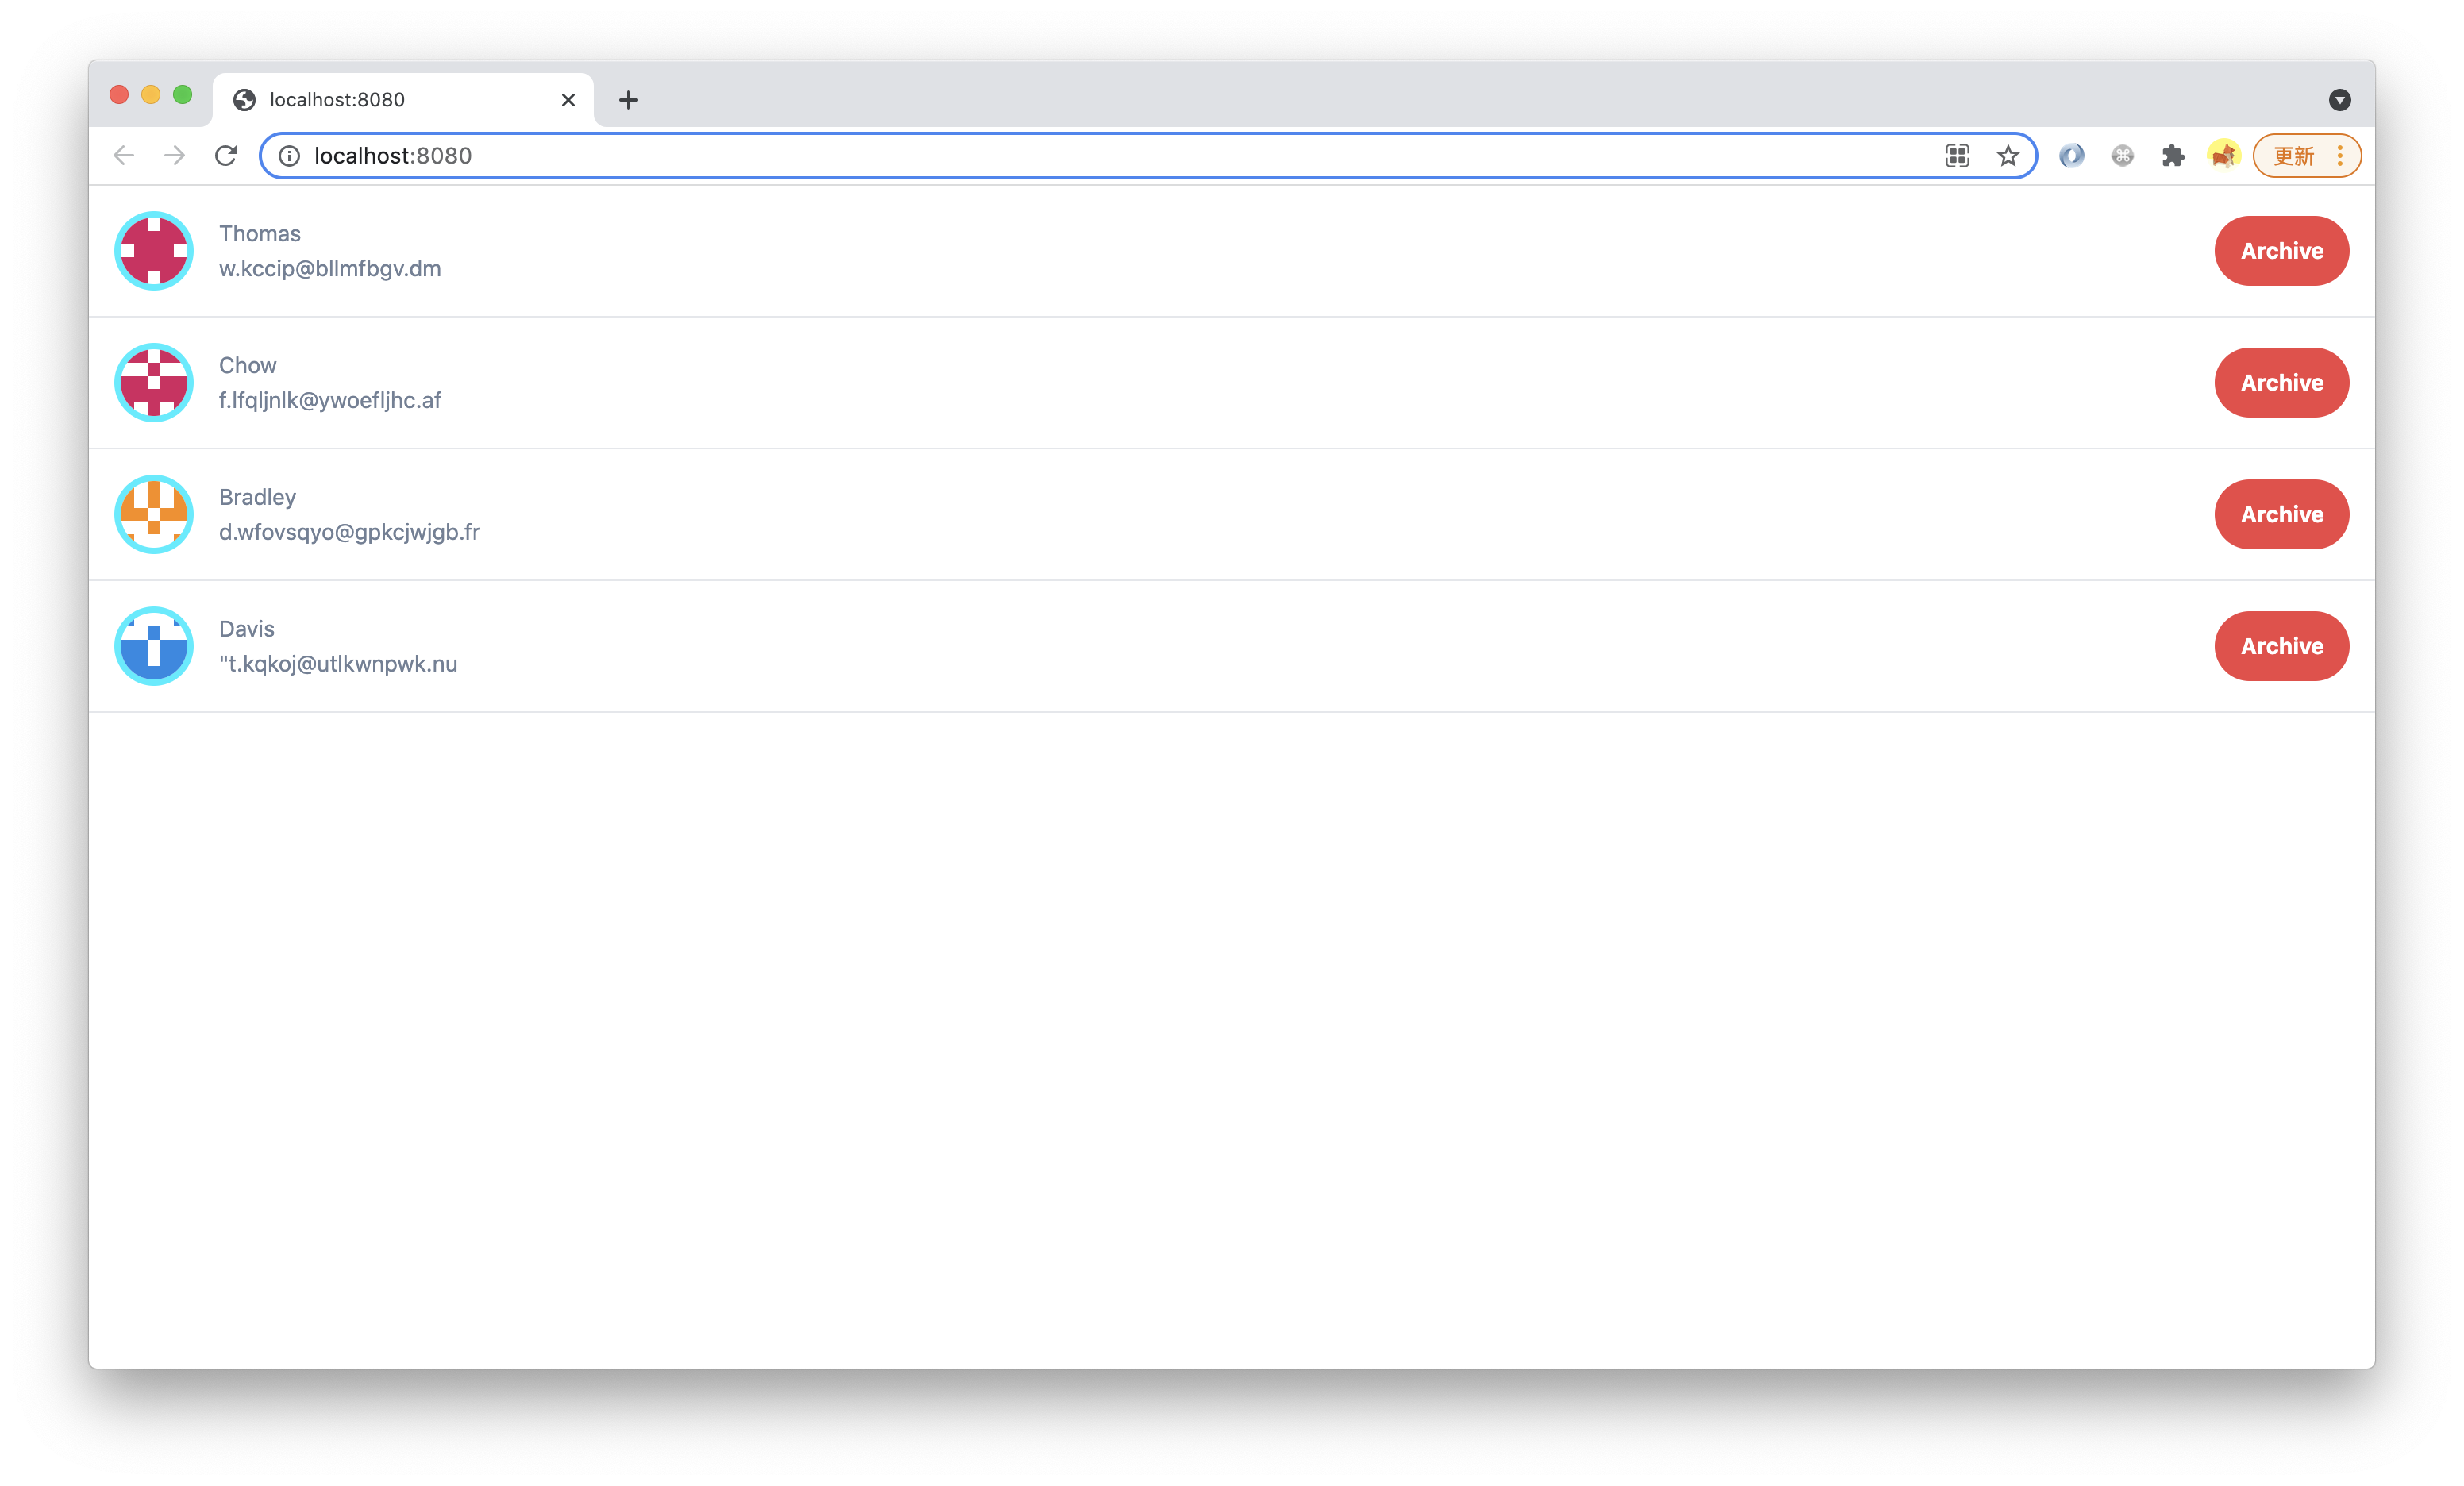 localhost:8080
localhost:8080
更新
Thomas
w.kccip@bllmfbgv.dm
Archive
Chow
f.lfqljnlk@ywoefljhc.af
Archive
Bradley
d.wfovsqyo@gpkcjwjgb.fr
Archive
Davis
"t.kqkoj@utlkwnpwk.nu
Archive